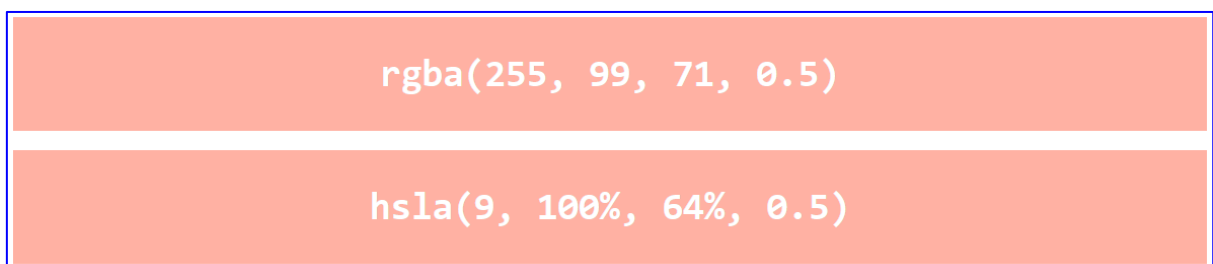 rgba(255, 99, 71, 0.5)
hsla(9, 100%, 64%, 0.5)